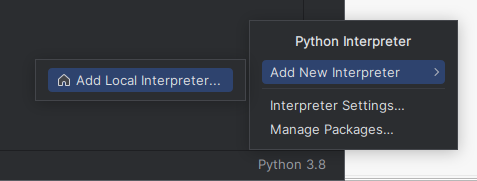 Python Interpreter
Add New Interpreter
Add Local Interpreter...
Interpreter Settings...
Manage Packages...
Python 3.8